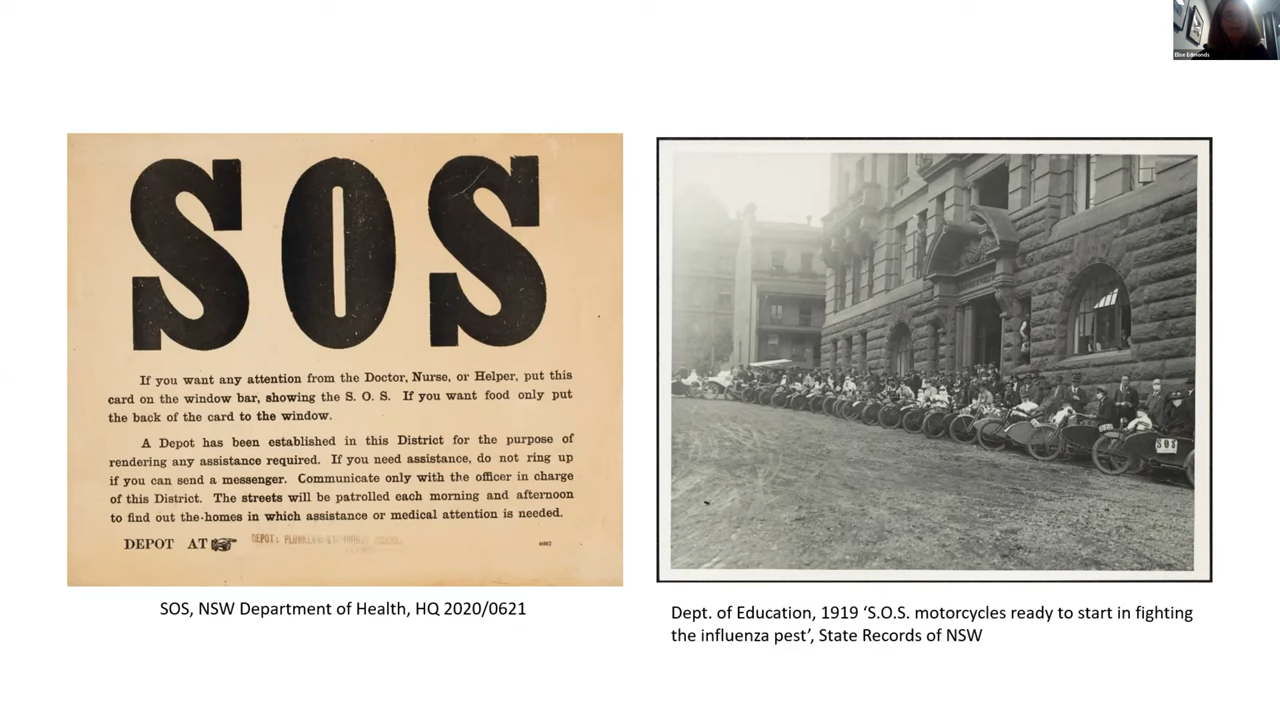 Elise Edmonds
SOS
If you want any attention from the Doctor, Nurse, or Helper, put this
card on the window bar, showing the S. O. S. If you want food only put
the back of the card to the window.
A Depot has been established in this District for the purpose of
rendering any assistance required. If you need assistance, do not ring up
if you can send a messenger. Communicate only with the officer in charge
of this District. The streets will be patrolled each morning and afternoon
to find out the homes in which assistance or medical attention is needed.
DEPOT AT
DEPOT:
SOS
SOS, NSW Department of Health, HQ 2020/0621
Dept. of Education, 1919 ‘S.O.S. motorcycles ready to start in fighting
the influenza pest’, State Records of NSW